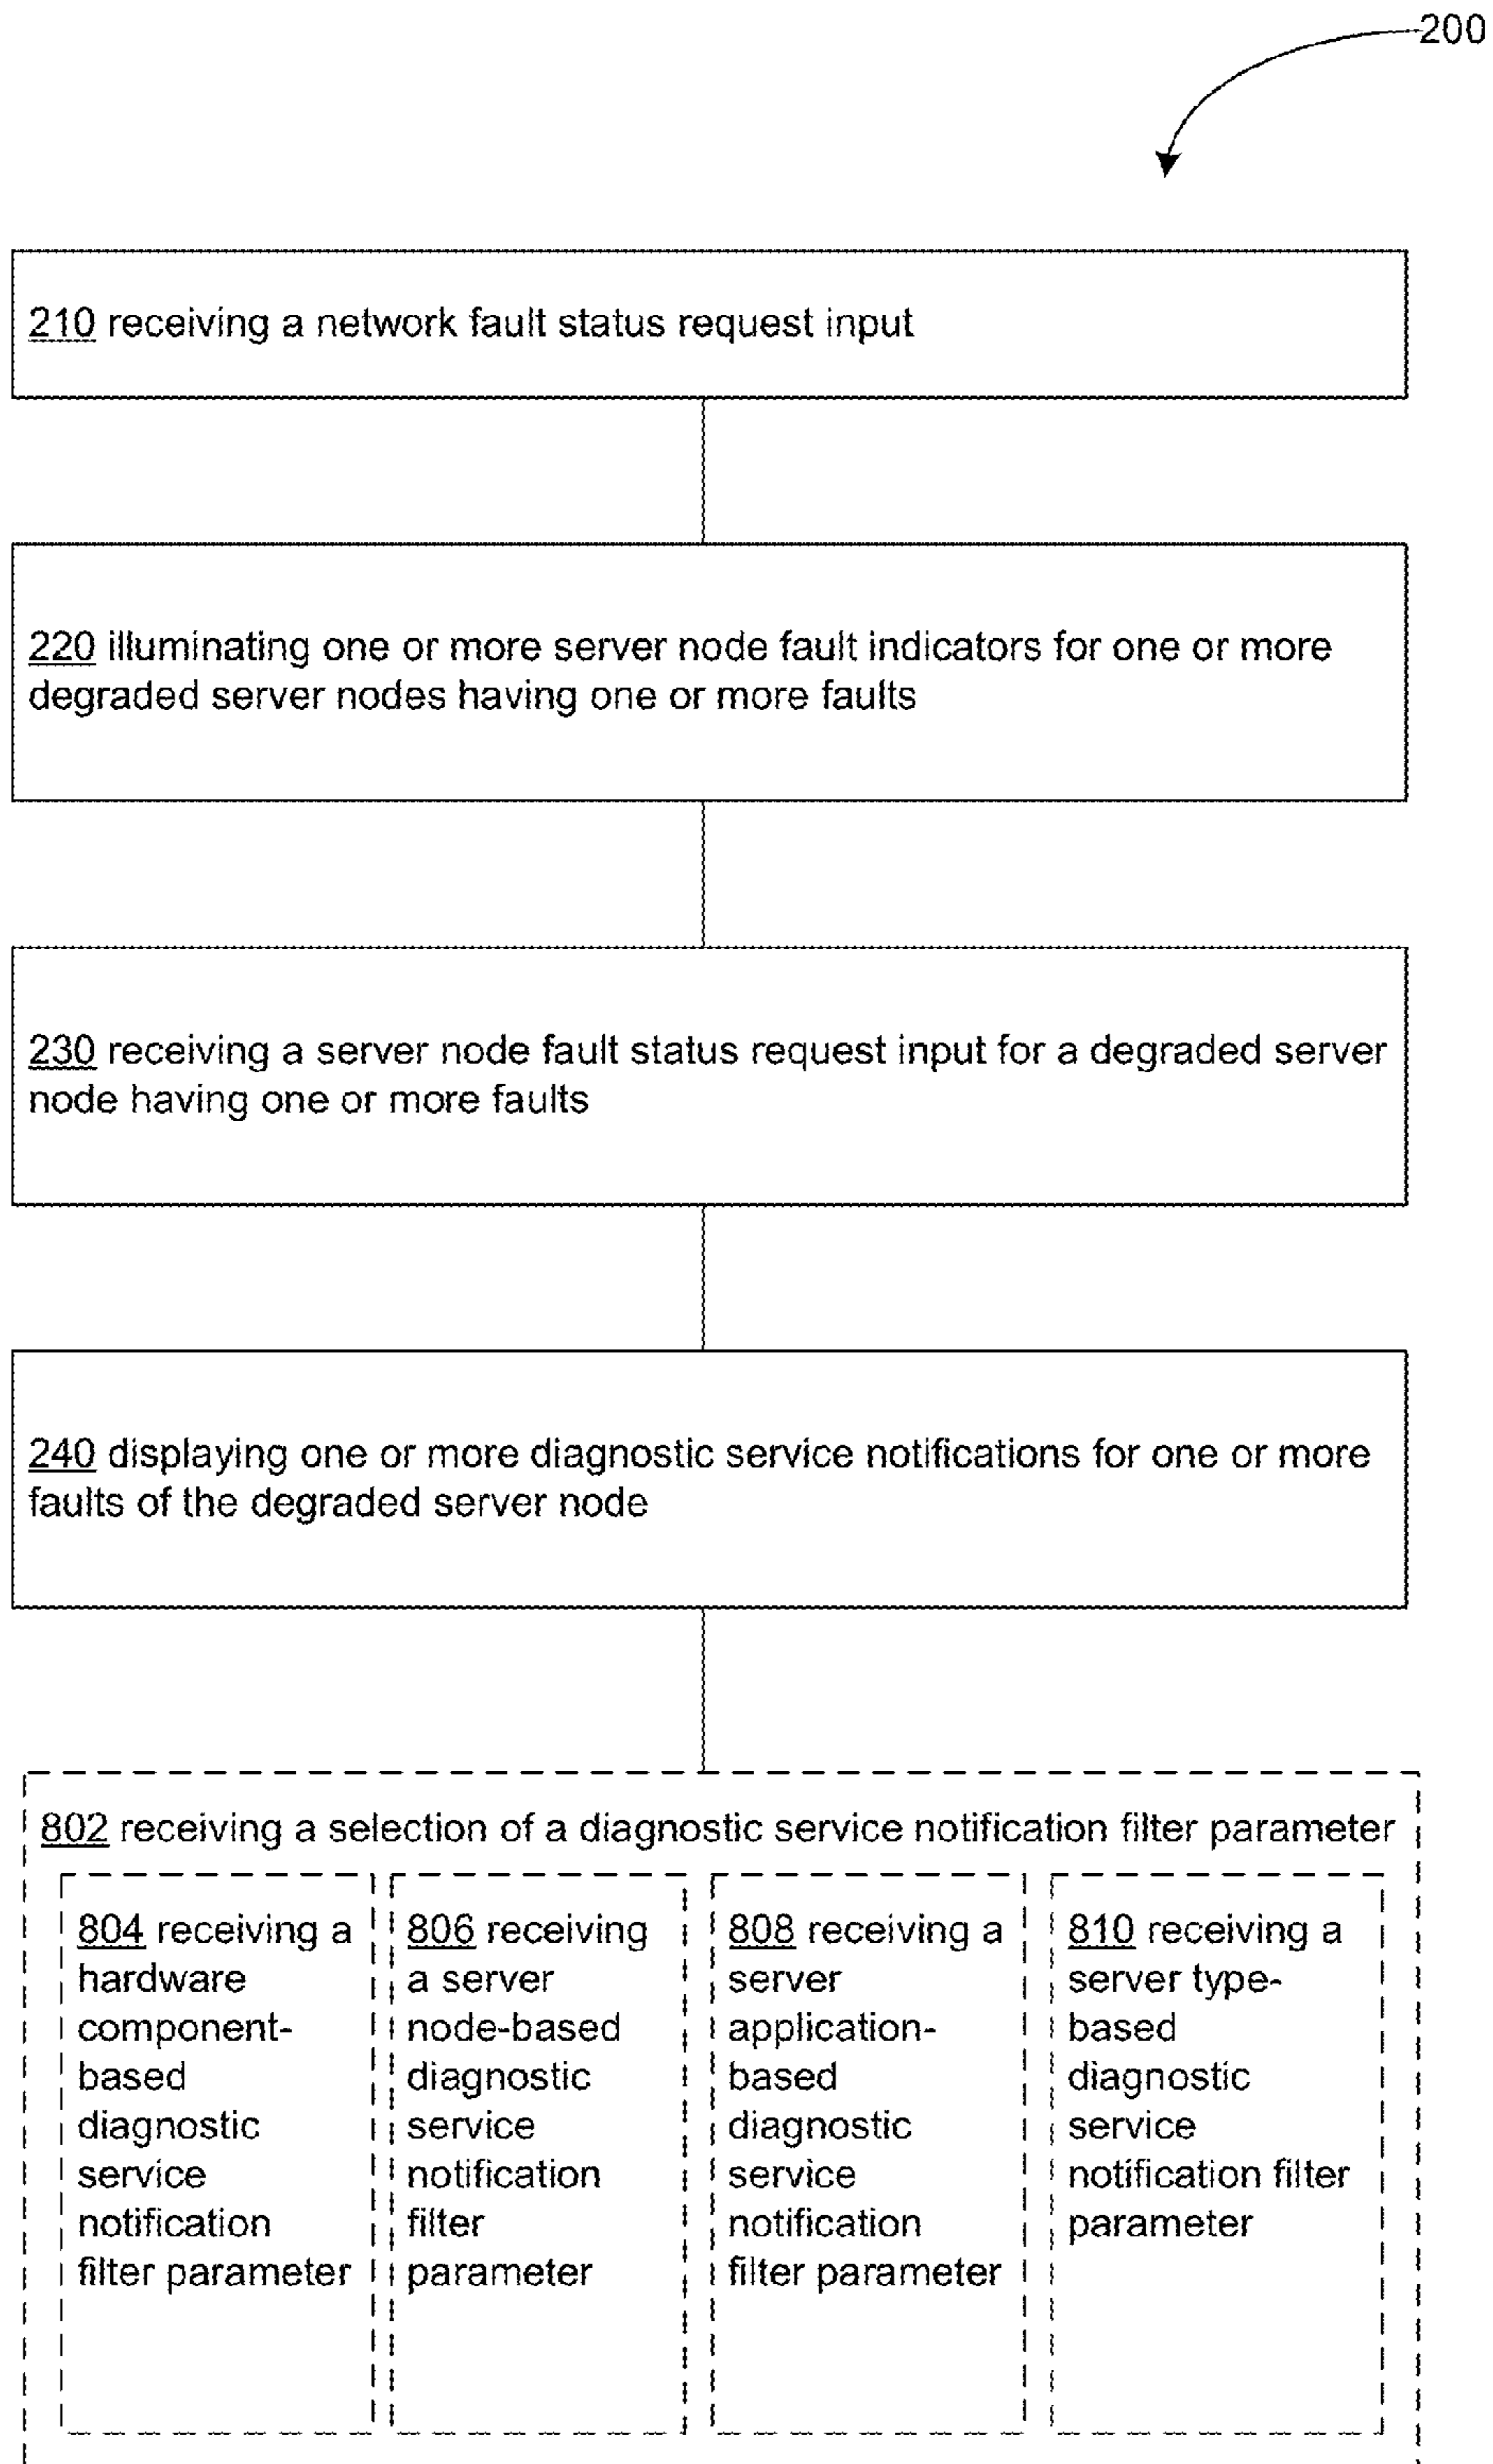 200
210 receiving a network fault status request input
220 illuminating one or more server node fault indicators for one or more
degraded server nodes having one or more faults
230 receiving a server node fault status request input for a degraded server
node having one or more faults
240 displaying one or more diagnostic service notifications for one or more
faults of the degraded server node
802 receiving a selection of a diagnostic service notification filter parameter
804 receiving a
hardware
component-
based
diagnostic
service
notification
filter parameter
806 receiving
a server
node-based
diagnostic
service
notification
filter
parameter
808 receiving a
server
application-
based
diagnostic
service
notification
filter parameter
810 receiving a
server type-
based
diagnostic
service
notification filter
parameter